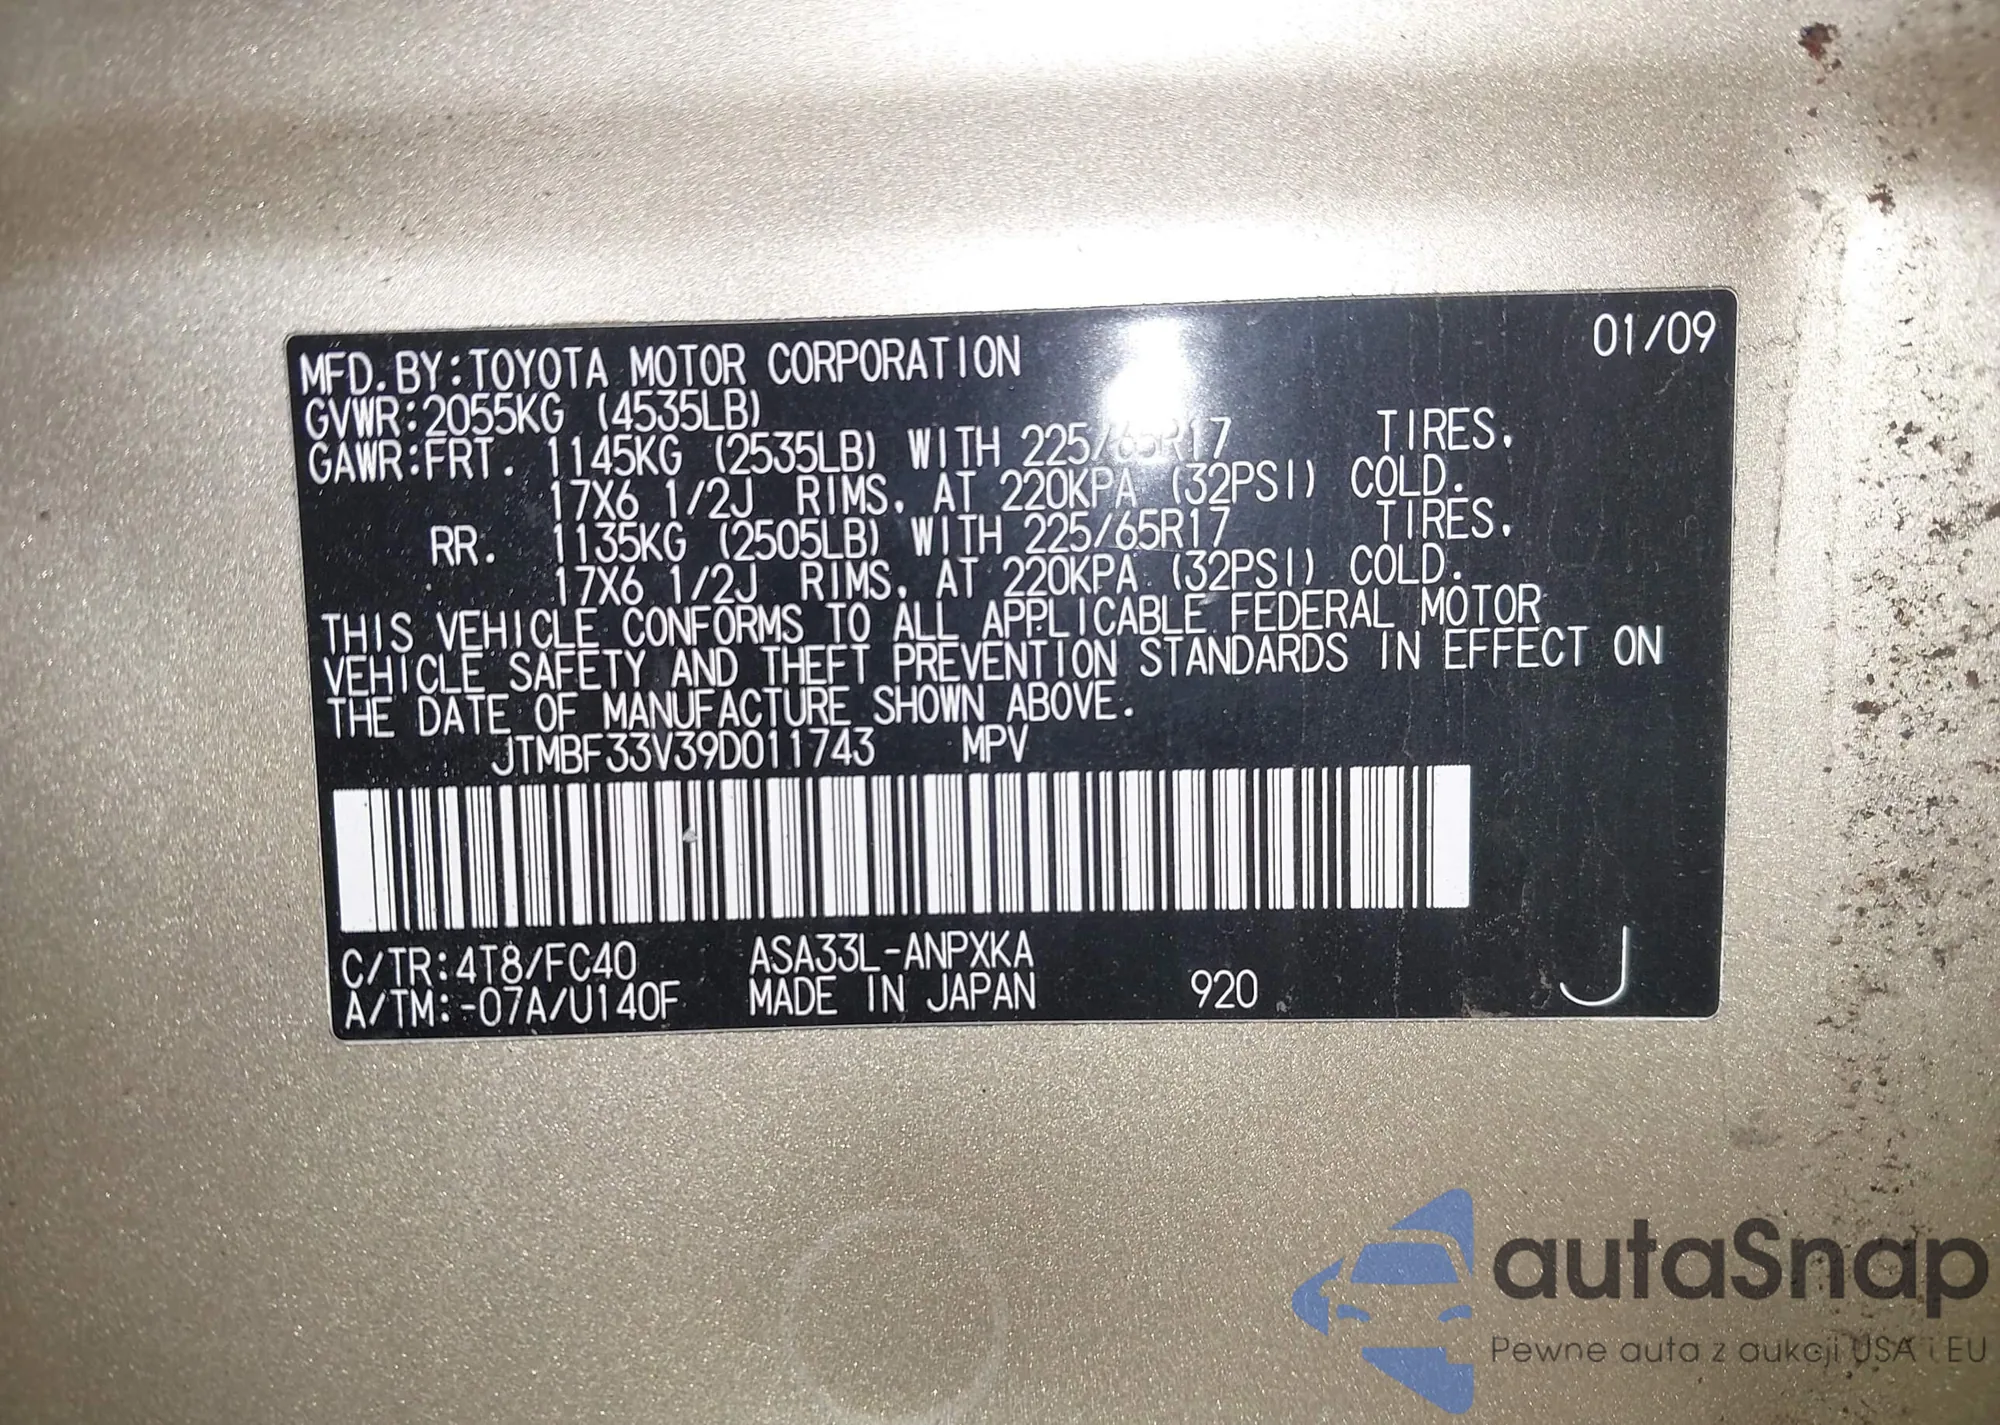 01/09
MFD.BY:TOYOTA MOTOR CORPORATION
GVWR:2055KG (4535LB)
GAWR:FRT. 1145KG (2535LB) WITH 225/65R17 TIRES.
17X6 1/2J RIMS, AT 220KPA (32PSI) COLD.
RR. 1135KG (2505LB) WITH 225/65R17 TIRES,
17X6 1/2J RIMS, AT 220KPA (32PSI) COLD.
THIS VEHICLE CONFORMS TO ALL APPLICABLE FEDERAL MOTOR
VEHICLE SAFETY AND THEFT PREVENTION STANDARDS IN EFFECT ON
THE DATE OF MANUFACTURE SHOWN ABOVE.
JTMBF33V39D011743 MPV
C/TR:4T8/FC40 ASA33L-ANPXKA
A/TM:-07A/U140F MADE IN JAPAN 920 J
autaSnap
Pewne auta z aukcji USA i EU